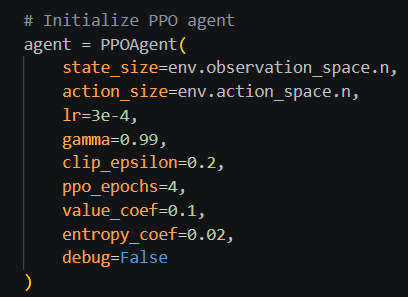 # Initialize PPO agent
agent = PPOAgent(
    state_size=env.observation_space.n,
    action_size=env.action_space.n,
    lr=3e-4,
    gamma=0.99,
    clip_epsilon=0.2,
    ppo_epochs=4,
    value_coef=0.1,
    entropy_coef=0.02,
    debug=False
)